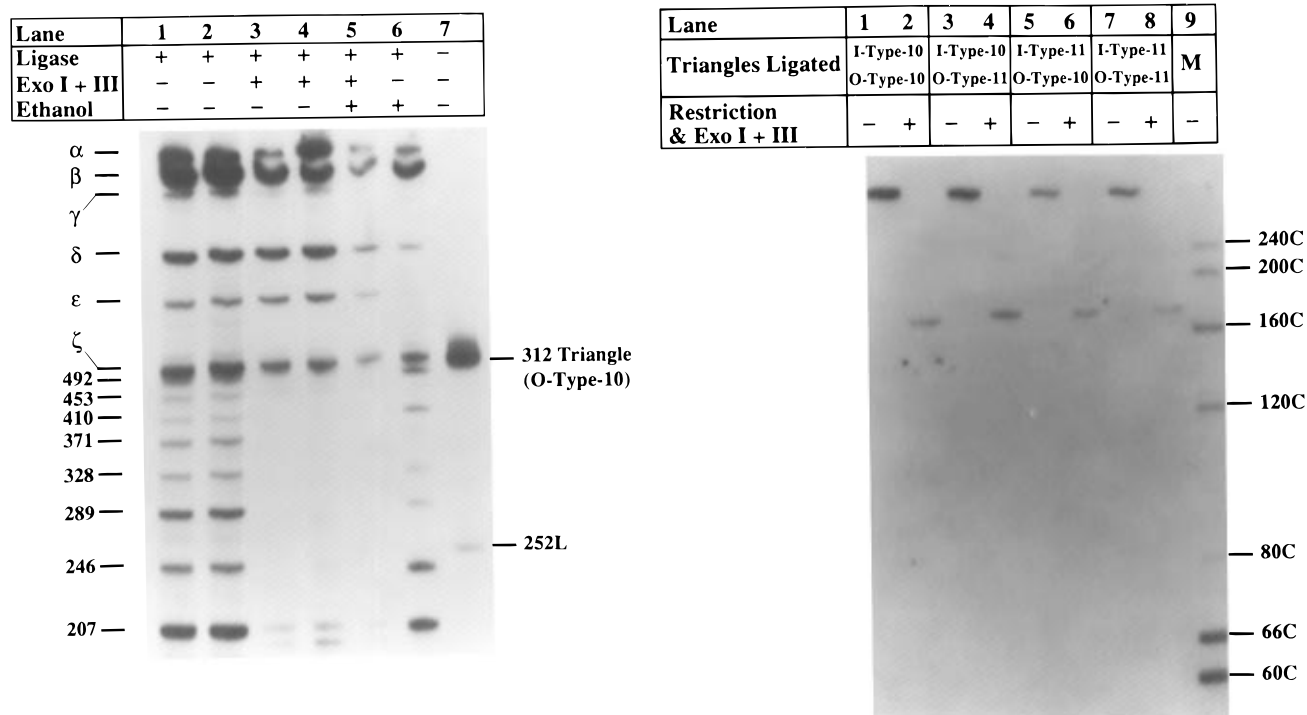 Lane 1 2 3 4 5 6 7
Ligase + + + + + + −
Exo I + III − − + + + − −
Ethanol − − − − + + −
α
β
γ
δ
ε
ζ
492
453
410
371
328
289
246
207
312 Triangle
(O-Type-10)
252L
Lane 1 2 3 4 5 6 7 8 9
Triangles Ligated I-Type-10 I-Type-10 I-Type-11 I-Type-11 M
O-Type-10 O-Type-11 O-Type-10 O-Type-11
Restriction
& Exo I + III − + − + − + − + −
240C
200C
160C
120C
80C
66C
60C